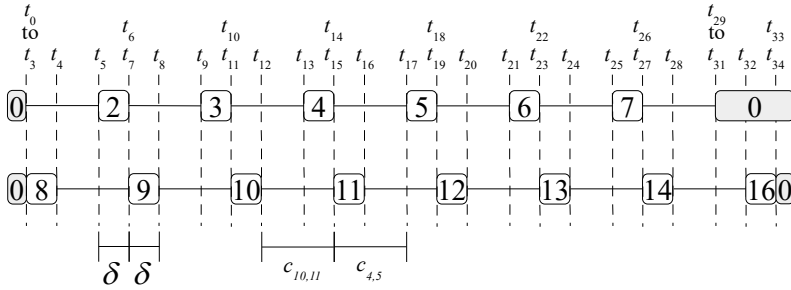 t0 t6 t10 t14 t18 t22 t26 t29 t33
to to
t3 t4 t5 t7 t8 t9 t11 t12 t13 t15 t16 t17 t19 t20 t21 t23 t24 t25 t27 t28 t31 t32 t34
0 2 3 4 5 6 7 0
0 8 9 10 11 12 13 14 16 0
δ δ c10,11 c4,5